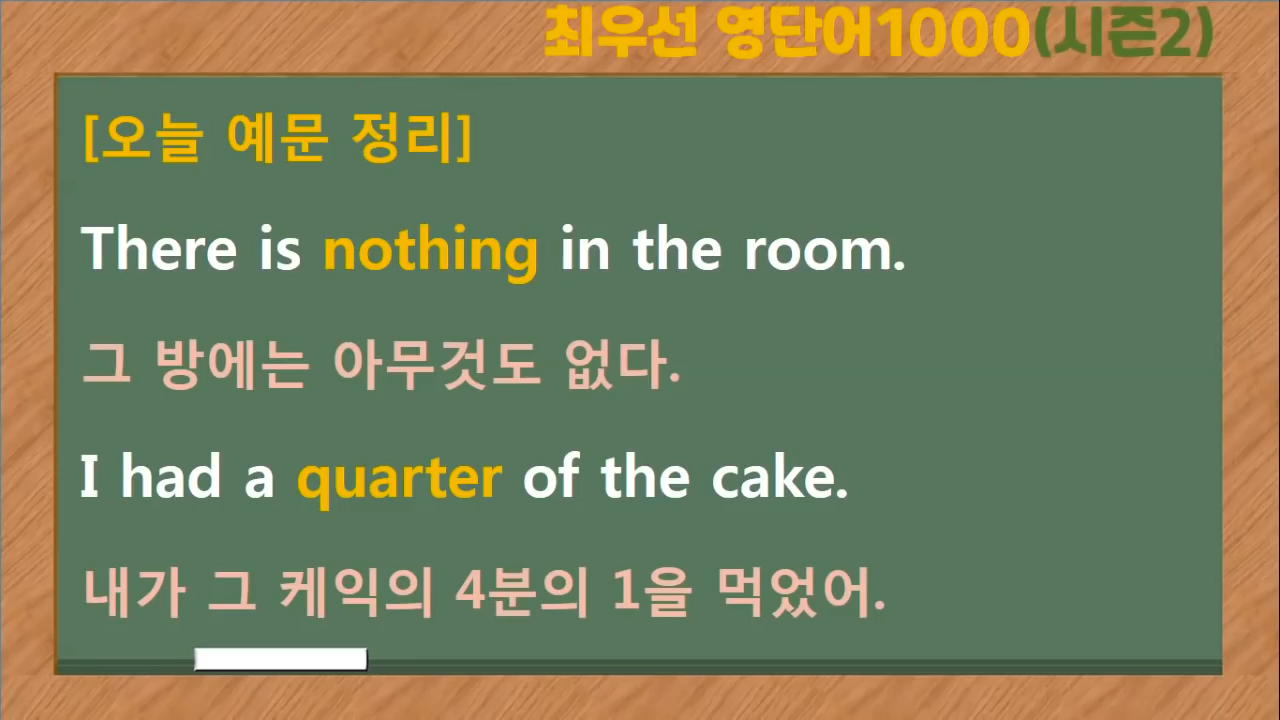 최우선 영단어1000(시즌2)
[오늘 예문 정리]
There is nothing in the room.
그 방에는 아무것도 없다.
I had a quarter of the cake.
내가 그 케익의 4분의 1을 먹었어.